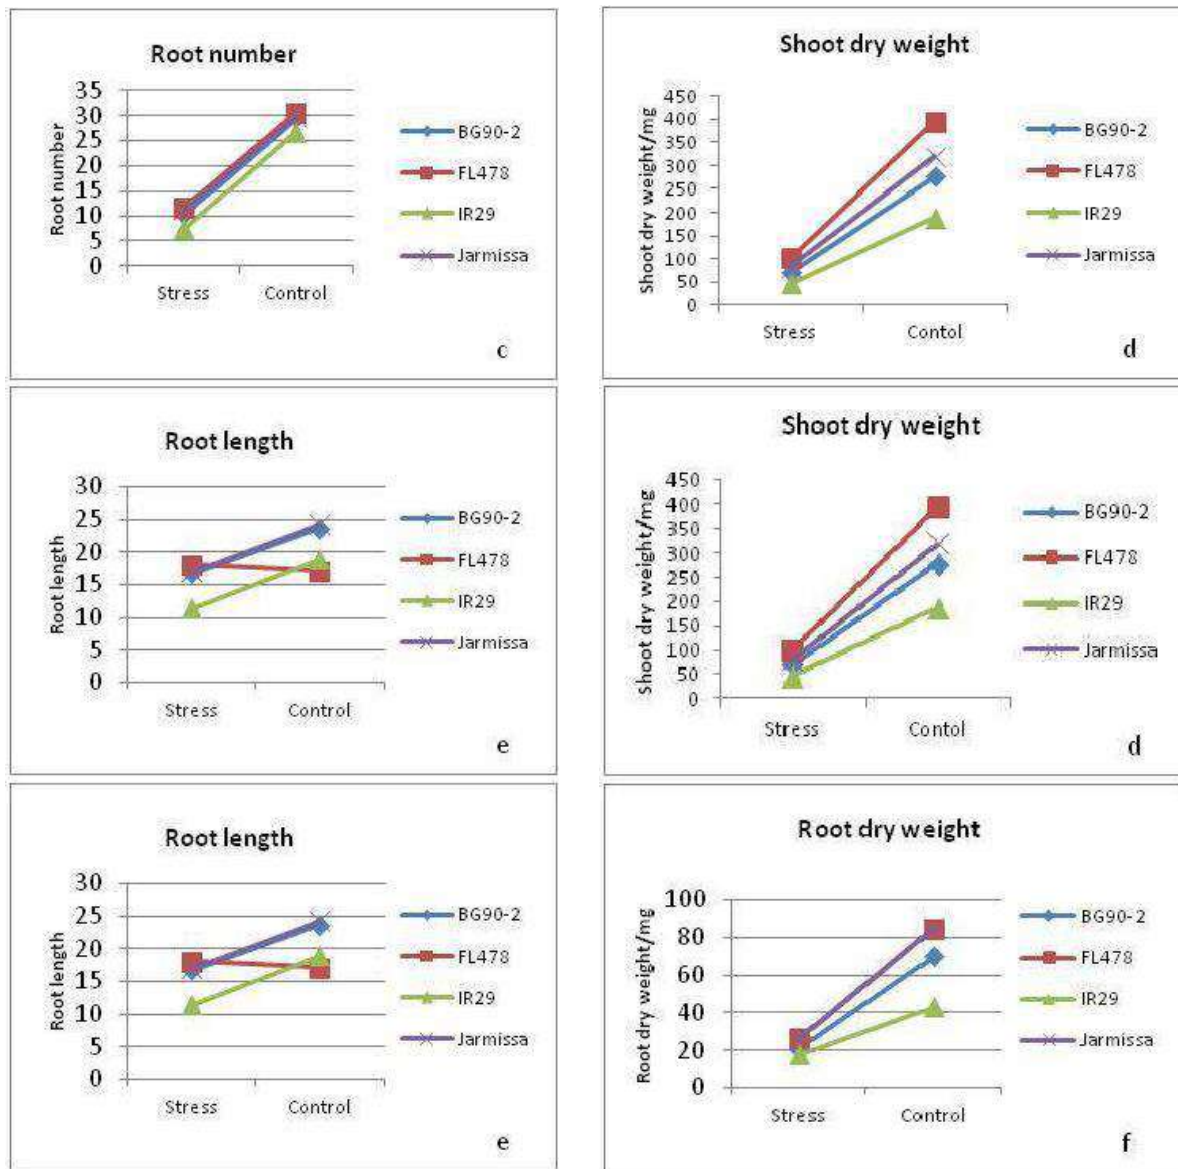 Root number
Root number
35
30
25
20
15
10
5
0
Stress Control
BG90-2
FL478
IR29
Jarmissa
c
Shoot dry weight
Shoot dry weight/mg
450
400
350
300
250
200
150
100
50
0
Stress Contol
BG90-2
FL478
IR29
Jarmissa
d
Root length
Root length
30
25
20
15
10
5
0
Stress Control
BG90-2
FL478
IR29
Jarmissa
e
Shoot dry weight
Shoot dry weight/mg
450
400
350
300
250
200
150
100
50
0
Stress Contol
BG90-2
FL478
IR29
Jarmissa
d
Root length
Root length
30
25
20
15
10
5
0
Stress Control
BG90-2
FL478
IR29
Jarmissa
e
Root dry weight
Root dry weight/mg
100
80
60
40
20
0
Stress Control
BG90-2
FL478
IR29
Jarmissa
f